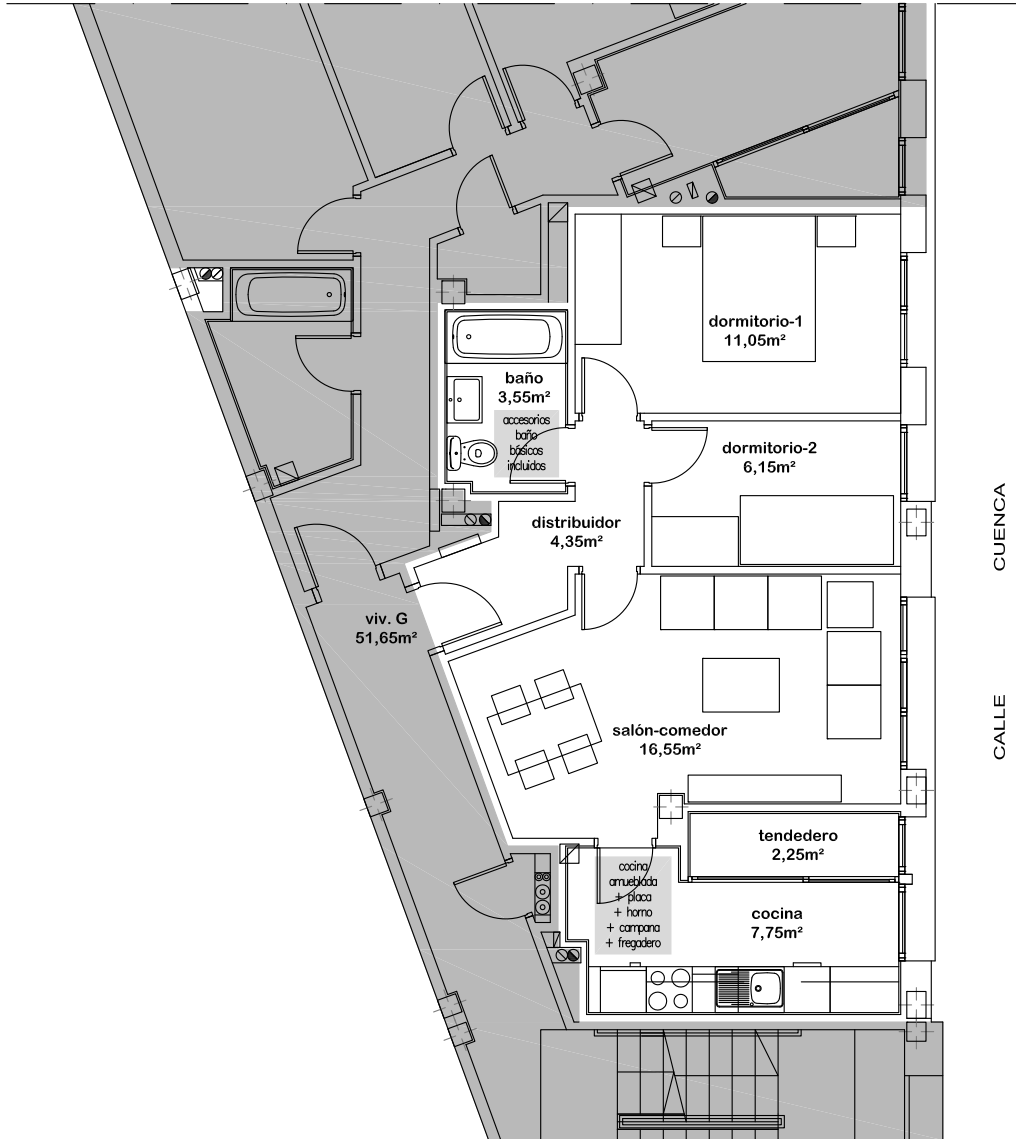 dormitorio-1
11,05m²
baño
3,55m²
accesorios
baño
básicos
incluidos
dormitorio-2
6,15m²
distribuidor
4,35m²
viv. G
51,65m²
salón-comedor
16,55m²
tendedero
2,25m²
cocina
amueblada
+ placa
+ horno
+ campana
+ fregadero
cocina
7,75m²
CALLE CUENCA